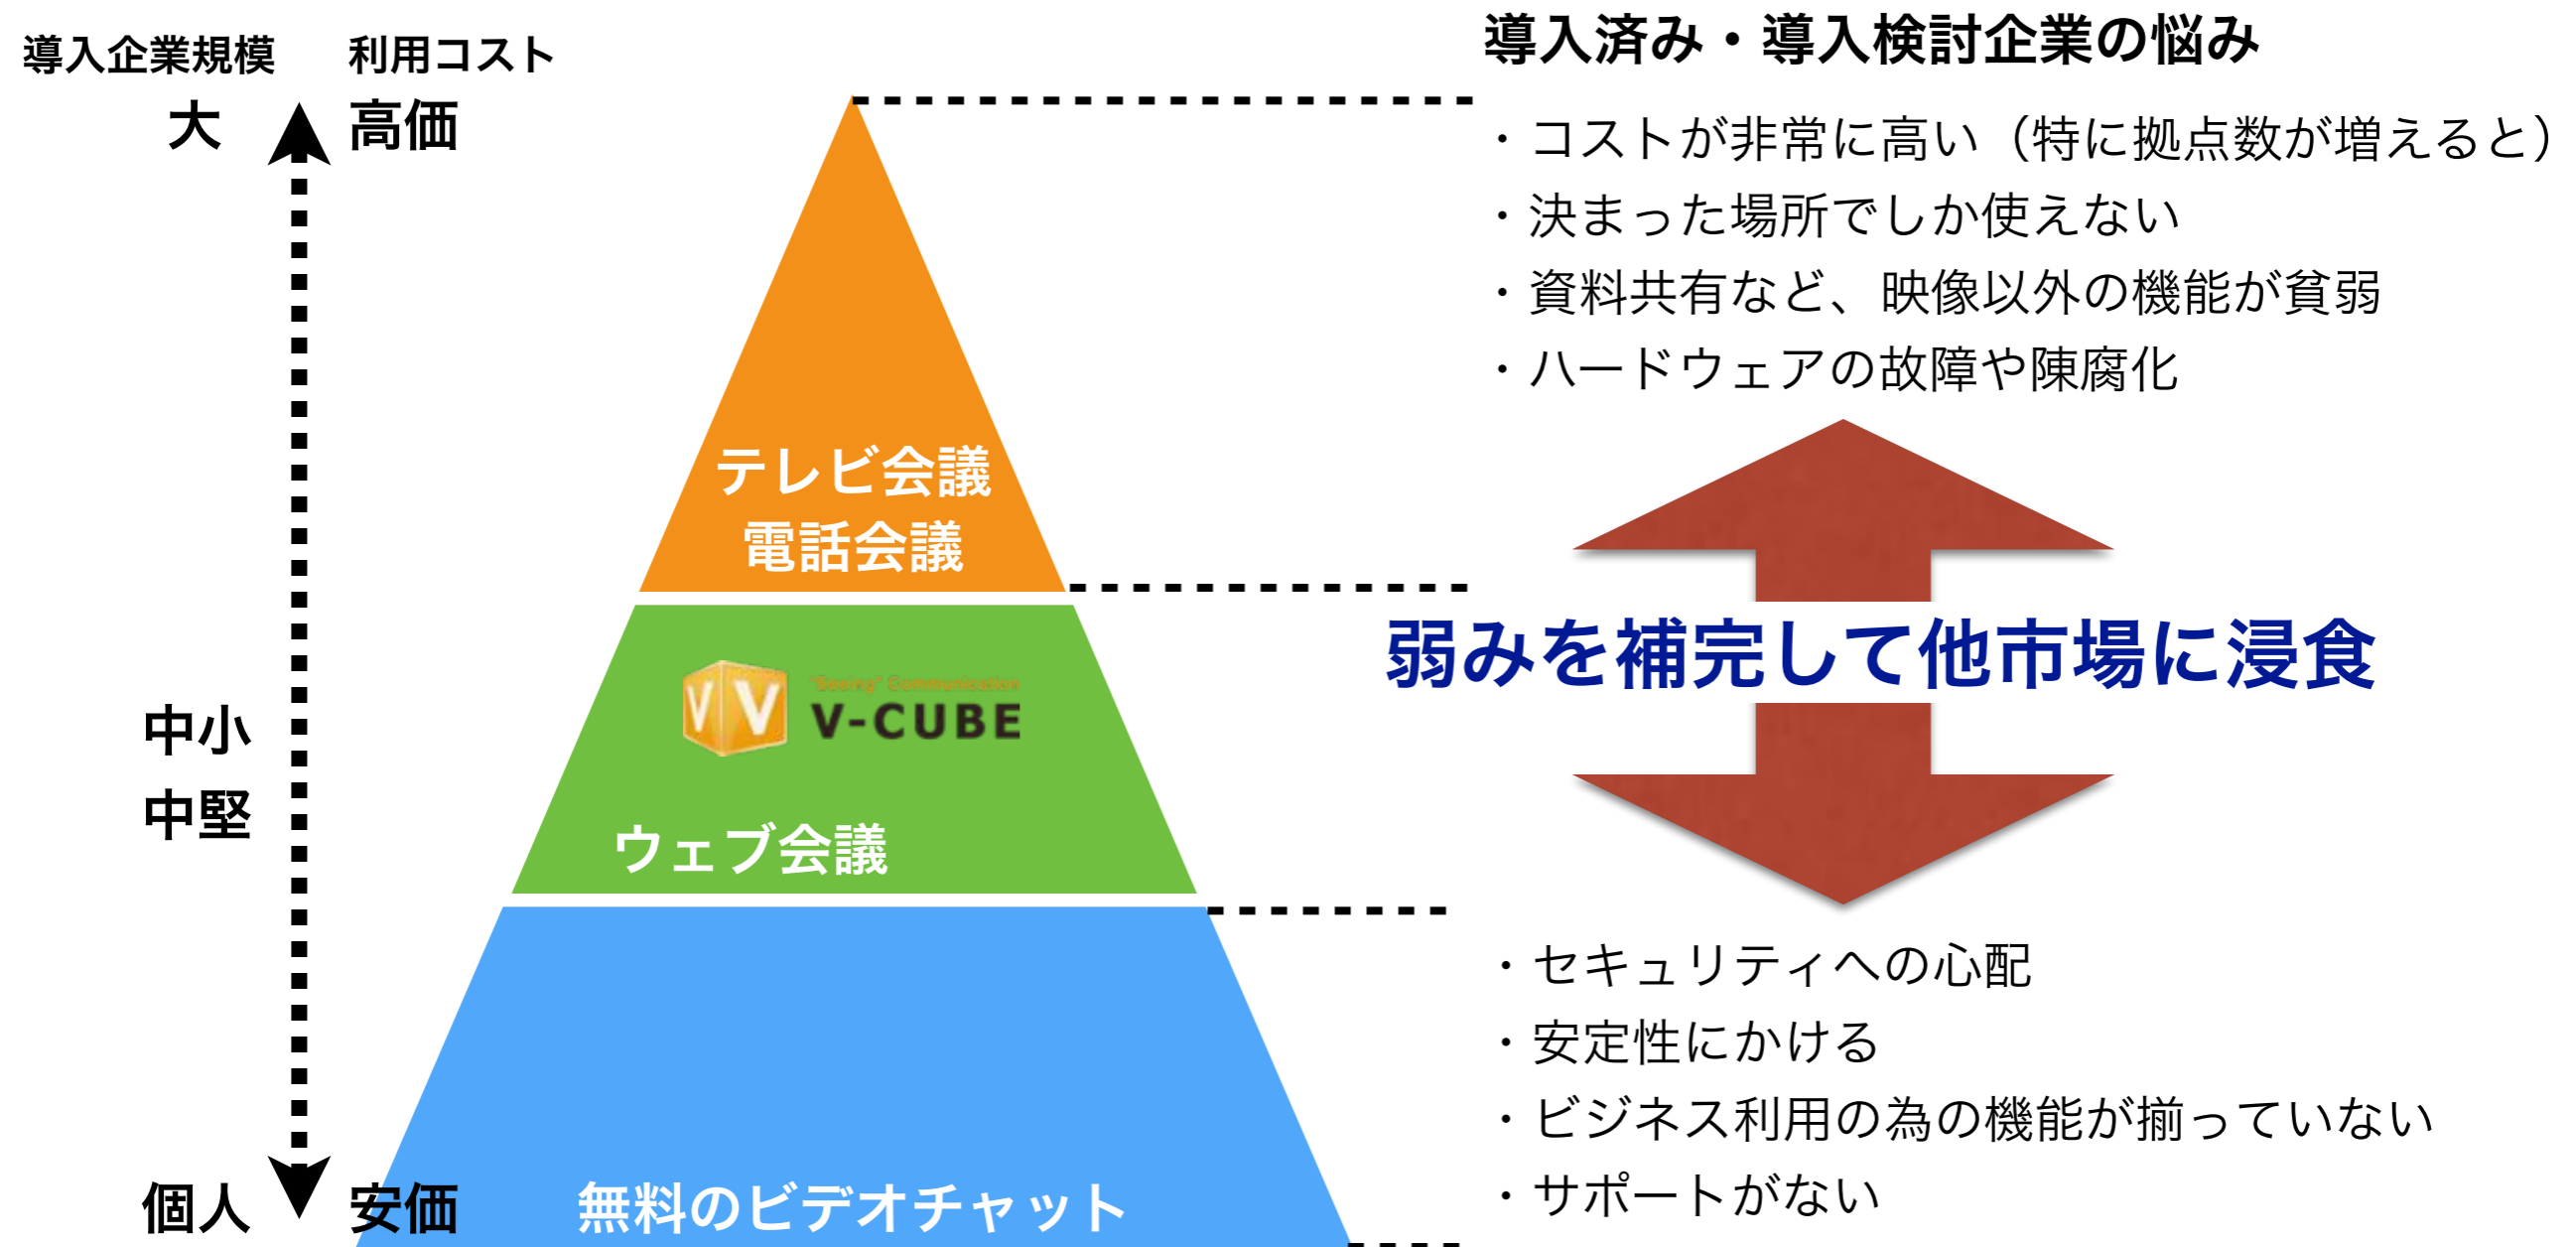 導入企業規模
利用コスト
大
高価
中小
中堅
個人
安価
テレビ会議
電話会議
"Seeing" Communication
V-CUBE
ウェブ会議
無料のビデオチャット
導入済み・導入検討企業の悩み
・コストが非常に高い（特に拠点数が増えると）
・決まった場所でしか使えない
・資料共有など、映像以外の機能が貧弱
・ハードウェアの故障や陳腐化
弱みを補完して他市場に浸食
・セキュリティへの心配
・安定性にかける
・ビジネス利用の為の機能が揃っていない
・サポートがない